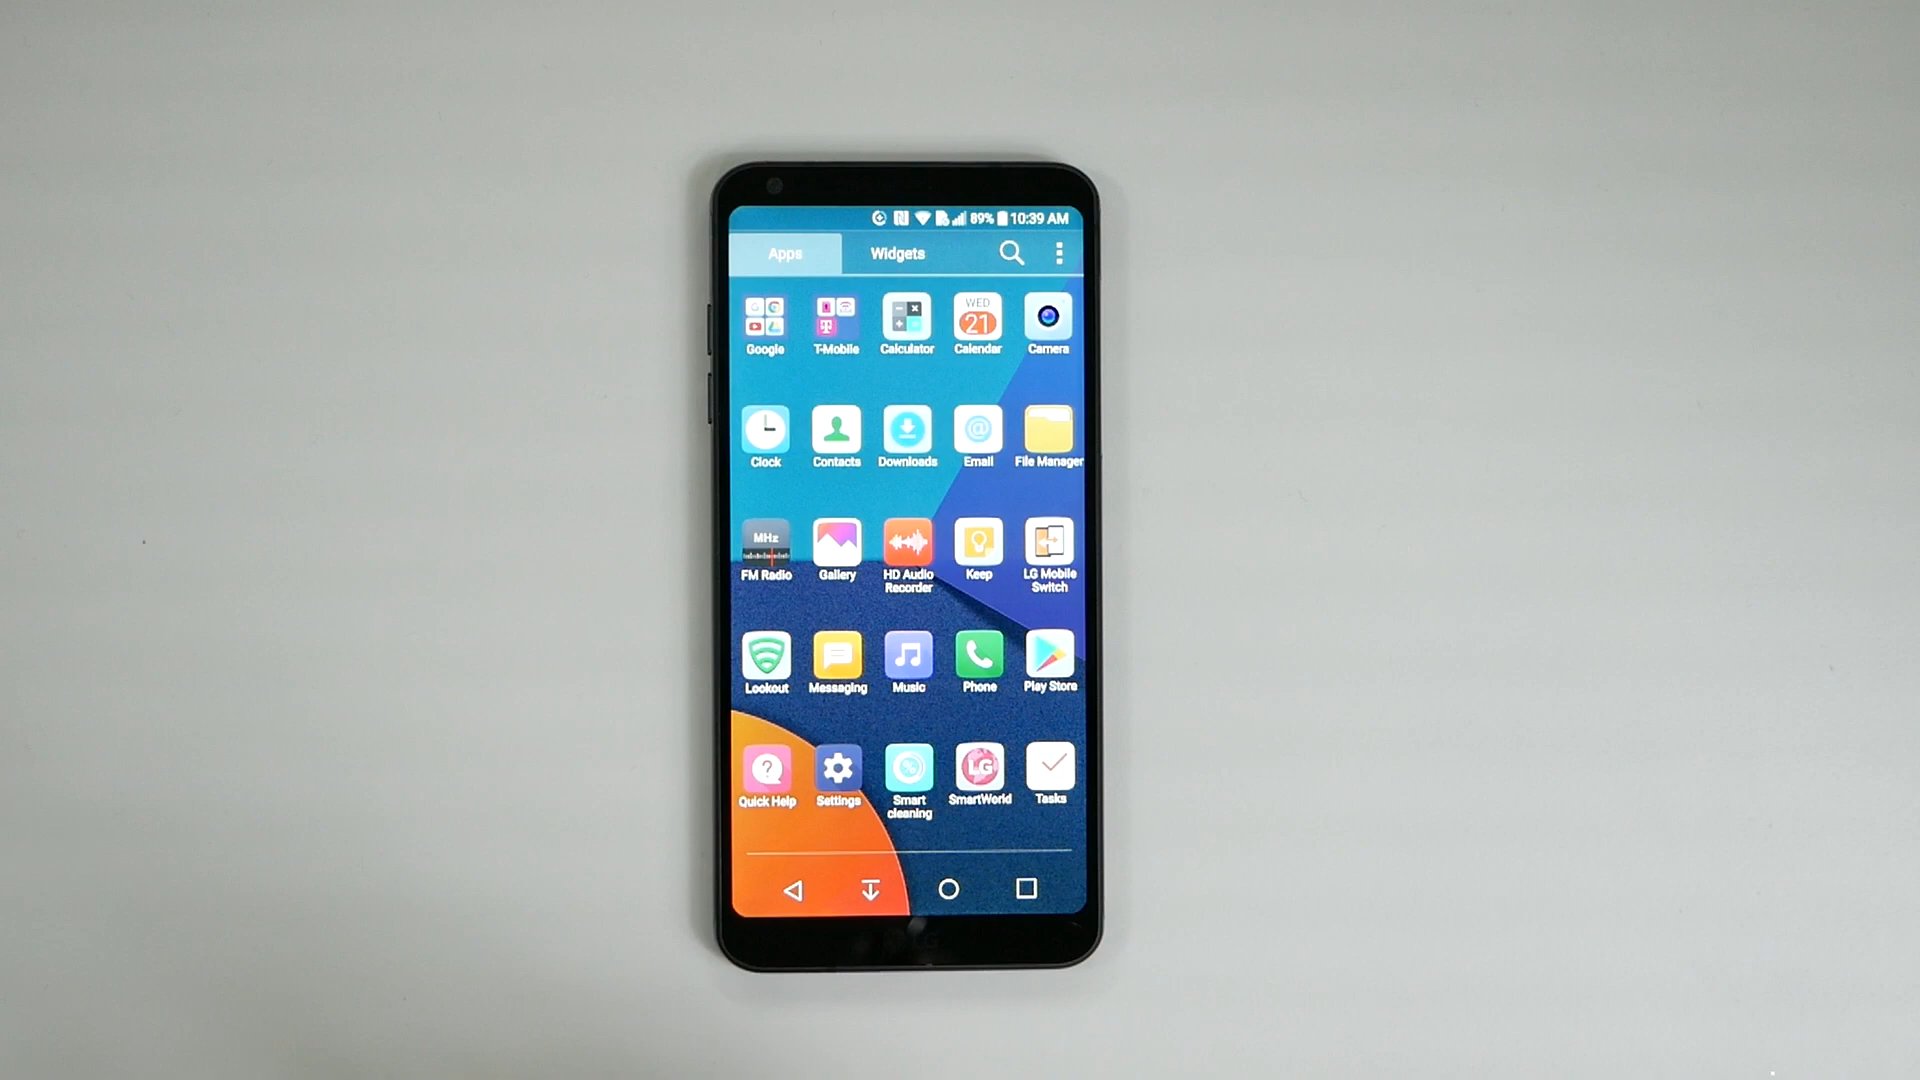 89% 10:39 AM
Apps Widgets
WED
21
Google T-Mobile Calculator Calendar Camera
Clock Contacts Downloads Email File Manager
MHz
FM Radio Gallery HD Audio Recorder Keep LG Mobile Switch
Lookout Messaging Music Phone Play Store
LG
Quick Help Settings Smart cleaning SmartWorld Tasks